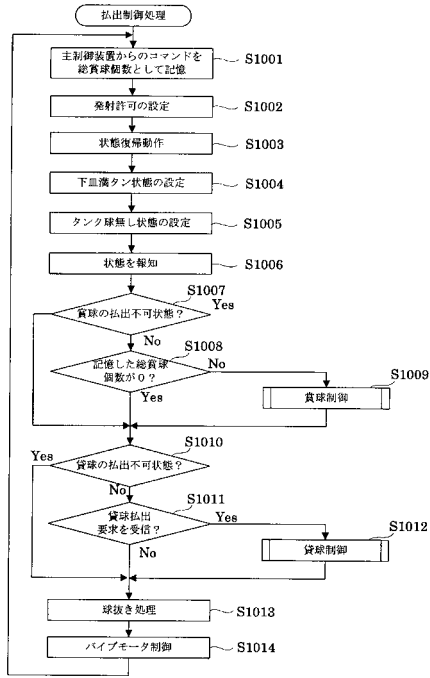 払出制御処理
主制御装置からのコマンドを
総賞球個数として記憶
S1001
発射許可の設定
S1002
状態復帰動作
S1003
下皿満タン状態の設定
S1004
タンク球無し状態の設定
S1005
状態を報知
S1006
S1007
賞球の払出不可状態?
Yes
No
S1008
記憶した総賞球
個数が0?
No
Yes
S1009
賞球制御
S1010
Yes
貸球の払出不可状態?
No
S1011
貸球払出
要求を受信?
Yes
No
S1012
貸球制御
球抜き処理
S1013
バイブモータ制御
S1014